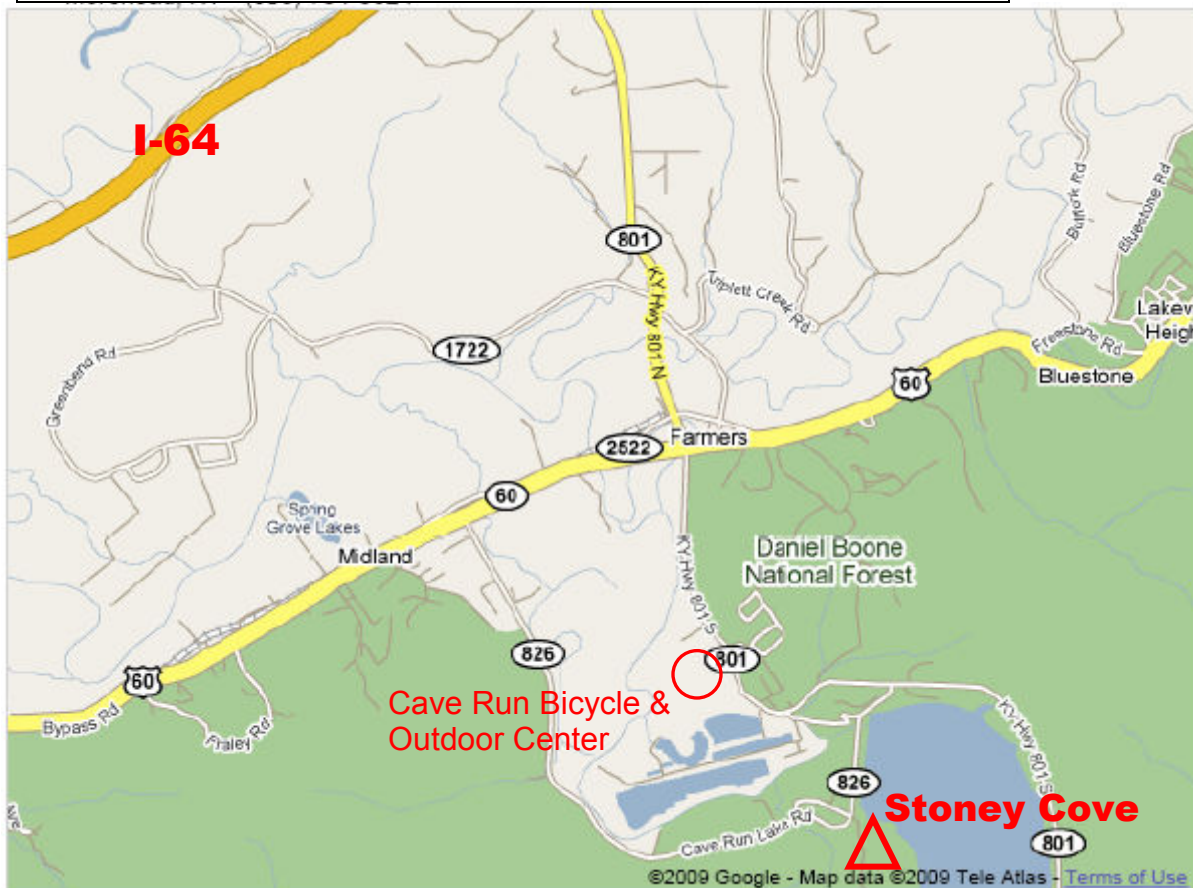 I-64
801
KY Hwy 801 N
Triplett Creek Rd
Bullfork Rd
Bluestone Rd
Lakev
Heigh
Freestone Rd
Bluestone
1722
Greenbend Rd
60
Farmers
2522
60
Spring
Grove Lakes
Midland
Daniel Boone
National Forest
KY Hwy 801 S
801
826
60
Bypass Rd
Fraley Rd
Cave Run Bicycle &
Outdoor Center
KY Hwy 801 S
826
Stoney Cove
Cave Run Lake Rd
801
Ave
©2009 Google - Map data ©2009 Tele Atlas - Terms of Use